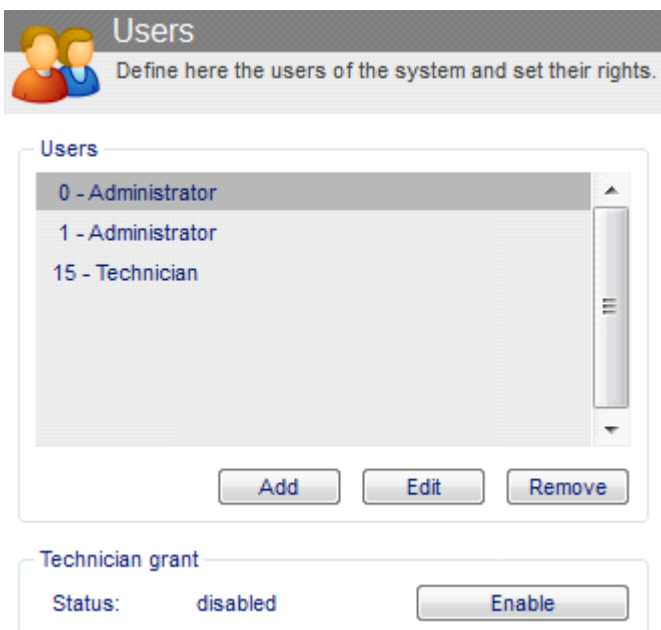 Users
Define here the users of the system and set their rights.
Users
0 - Administrator
1 - Administrator
15 - Technician
Add Edit Remove
Technician grant
Status: disabled Enable